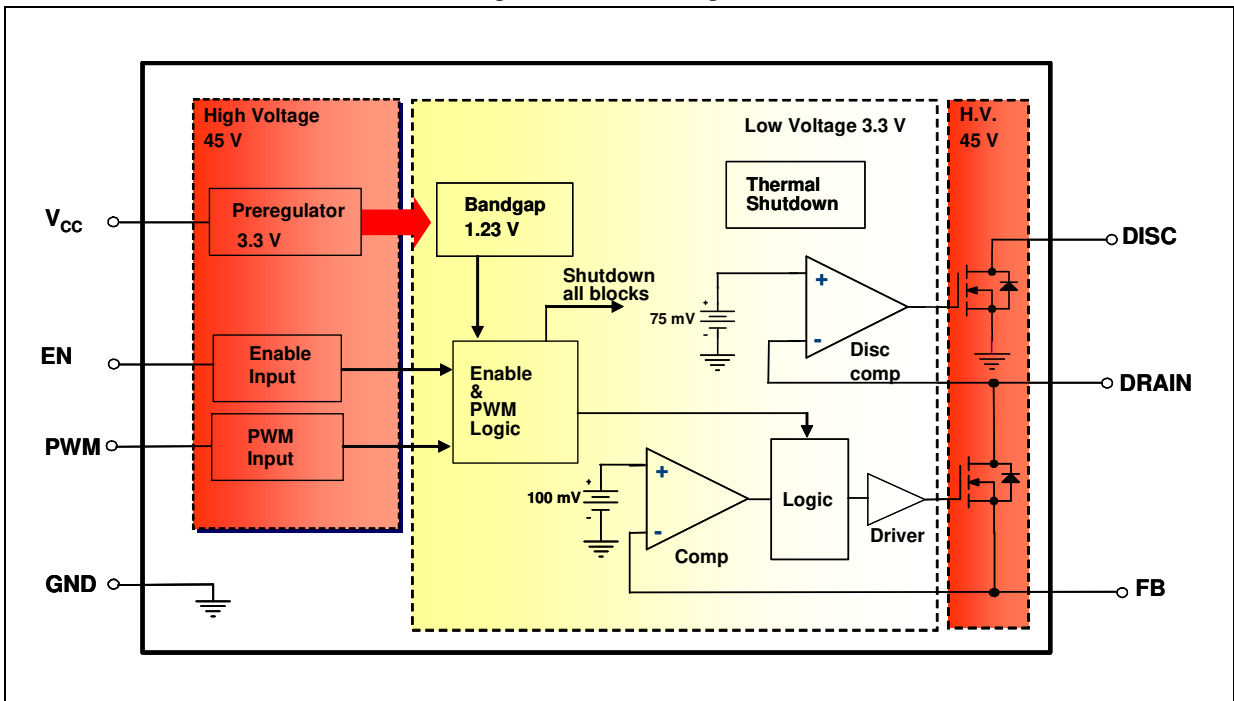 High Voltage
45 V
Low Voltage 3.3 V
H.V.
45 V
Thermal
Shutdown
V_CC
Preregulator
3.3 V
Bandgap
1.23 V
DISC
Shutdown
all blocks
+
+
75 mV
-
-
Disc
comp
EN
Enable
Input
Enable
&
PWM
Logic
DRAIN
PWM
PWM
Input
+
+
100 mV
-
-
Comp
Logic
Driver
GND
FB